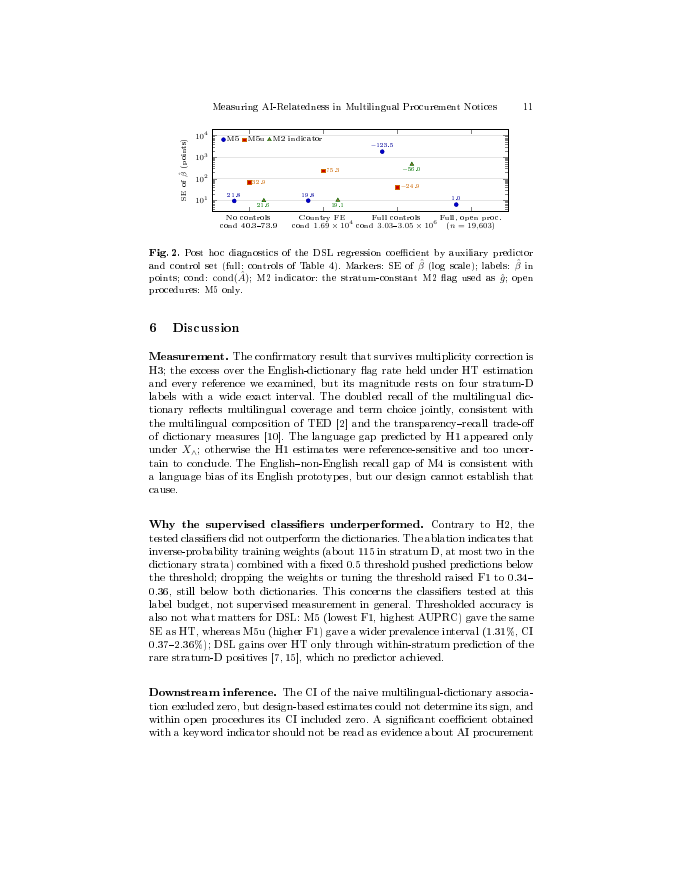 Measuring AI-Relatedness in Multilingual Procurement Notices 11
10⁴
10³
10²
10¹
SE of β̂ (points)
M5 M5u M2 indicator
21.8
21.6
19.8
19.1
−123.5
−56.0
−24.8
1.0
No controls Country FE Full controls Full, open proc.
cond 40.3–73.9 cond 1.69 × 10⁴ cond 3.03–3.05 × 10⁶ (n = 19,603)
Fig. 2. Post hoc diagnostics of the DSL regression coefficient by auxiliary predictor
and control set (full; controls of Table 4). Markers: SE of β̂ (log scale); labels: β̂ in
points; cond: cond(Â); M2 indicator: the stratum-constant M2 flag used as ĝ; open
procedures: M5 only.
6 Discussion
Measurement. The confirmatory result that survives multiplicity correction is
H3; the excess over the English-dictionary flag rate held under HT estimation
and every reference we examined, but its magnitude rests on four stratum-D
labels with a wide exact interval. The doubled recall of the multilingual dic-
tionary reflects multilingual coverage and term choice jointly, consistent with
the multilingual composition of TED [2] and the transparency–recall trade-off
of dictionary measures [10]. The language gap predicted by H1 appeared only
under X∧; otherwise the H1 estimates were reference-sensitive and too uncer-
tain to conclude. The English–non-English recall gap of M4 is consistent with
a language bias of its English prototypes, but our design cannot establish that
cause.
Why the supervised classifiers underperformed. Contrary to H2, the
tested classifiers did not outperform the dictionaries. The ablation indicates that
inverse-probability training weights (about 115 in stratum D, at most two in the
dictionary strata) combined with a fixed 0.5 threshold pushed predictions below
the threshold; dropping the weights or tuning the threshold raised F1 to 0.34–
0.36, still below both dictionaries. This concerns the classifiers tested at this
label budget, not supervised measurement in general. Thresholded accuracy is
also not what matters for DSL: M5 (lowest F1, highest AUPRC) gave the same
SE as HT, whereas M5u (higher F1) gave a wider prevalence interval (1.31%, CI
0.37–2.36%); DSL gains over HT only through within-stratum prediction of the
rare stratum-D positives [7, 15], which no predictor achieved.
Downstream inference. The CI of the naive multilingual-dictionary associa-
tion excluded zero, but design-based estimates could not determine its sign, and
within open procedures its CI included zero. A significant coefficient obtained
with a keyword indicator should not be read as evidence about AI procurement